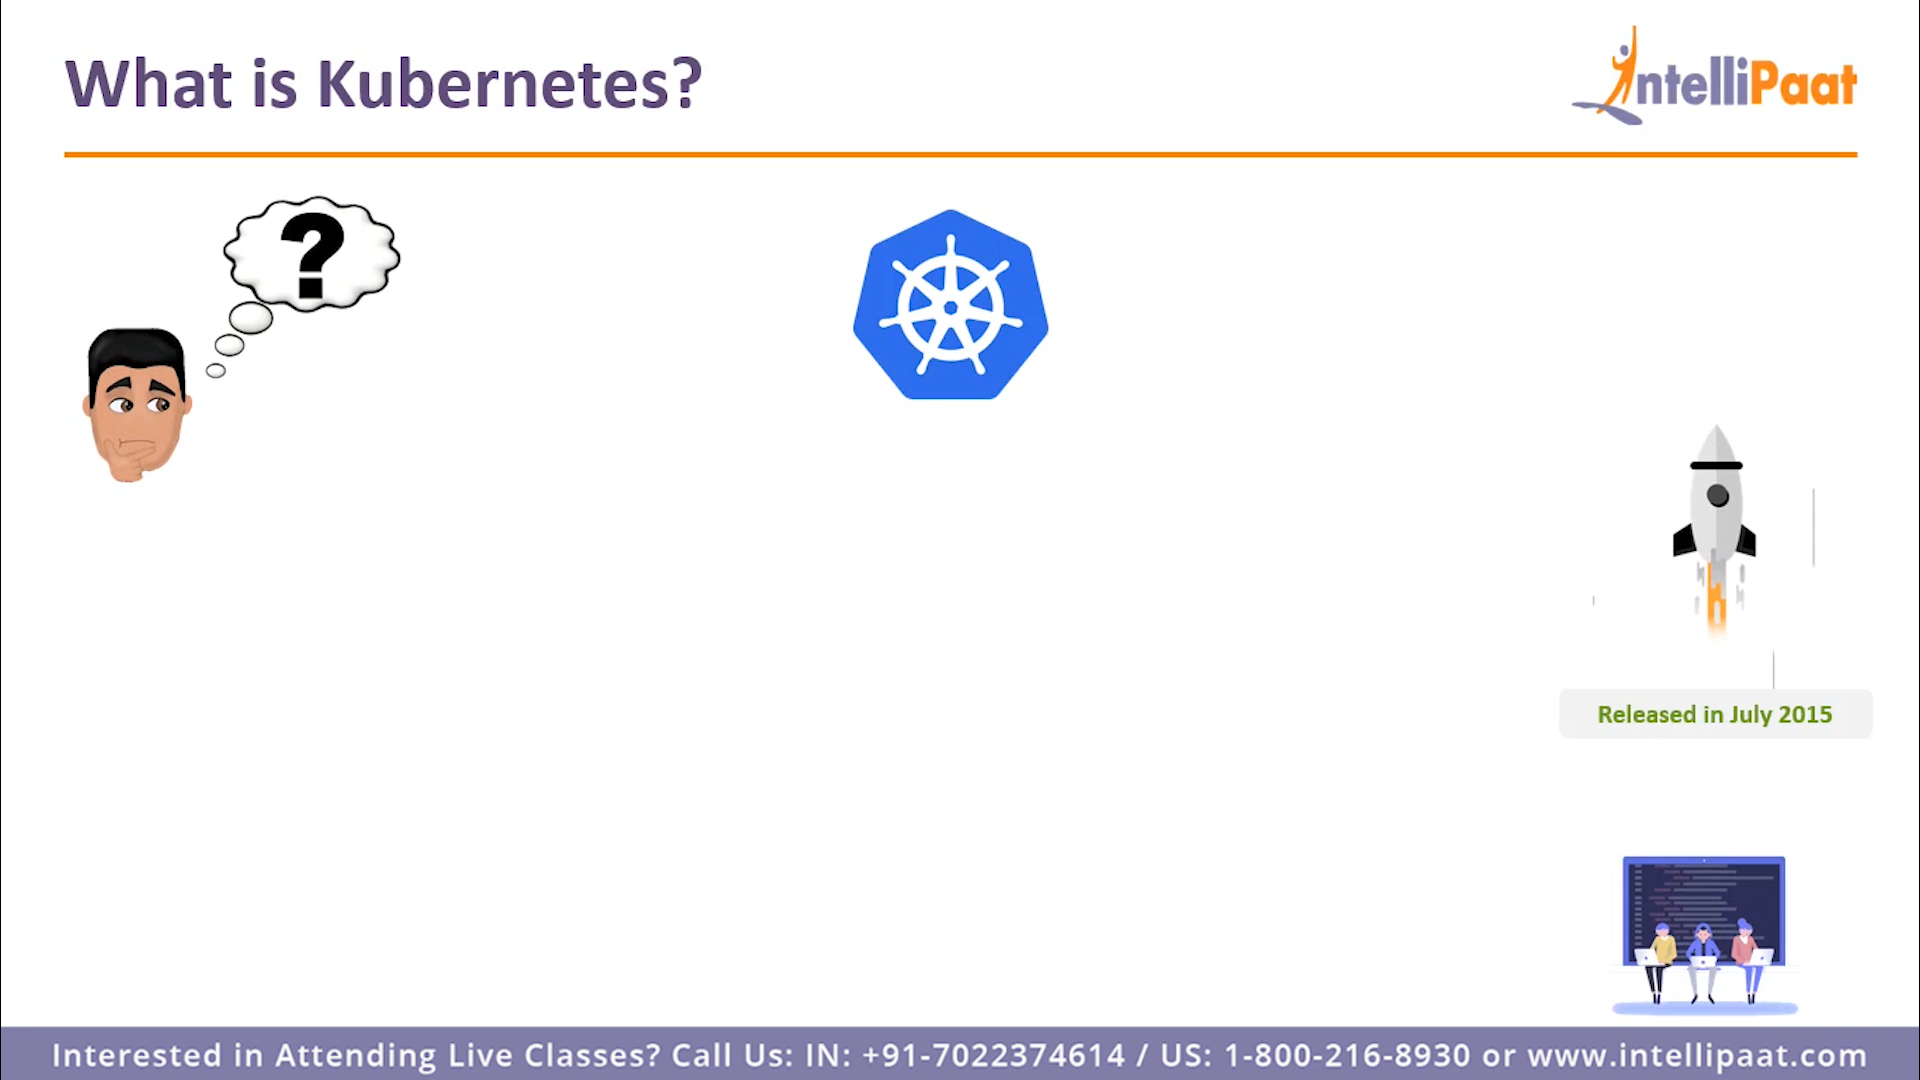 What is Kubernetes?
IntelliPaat
?
Released in July 2015
Interested in Attending Live Classes? Call Us: IN: +91-7022374614 / US: 1-800-216-8930 or www.intellipaat.com